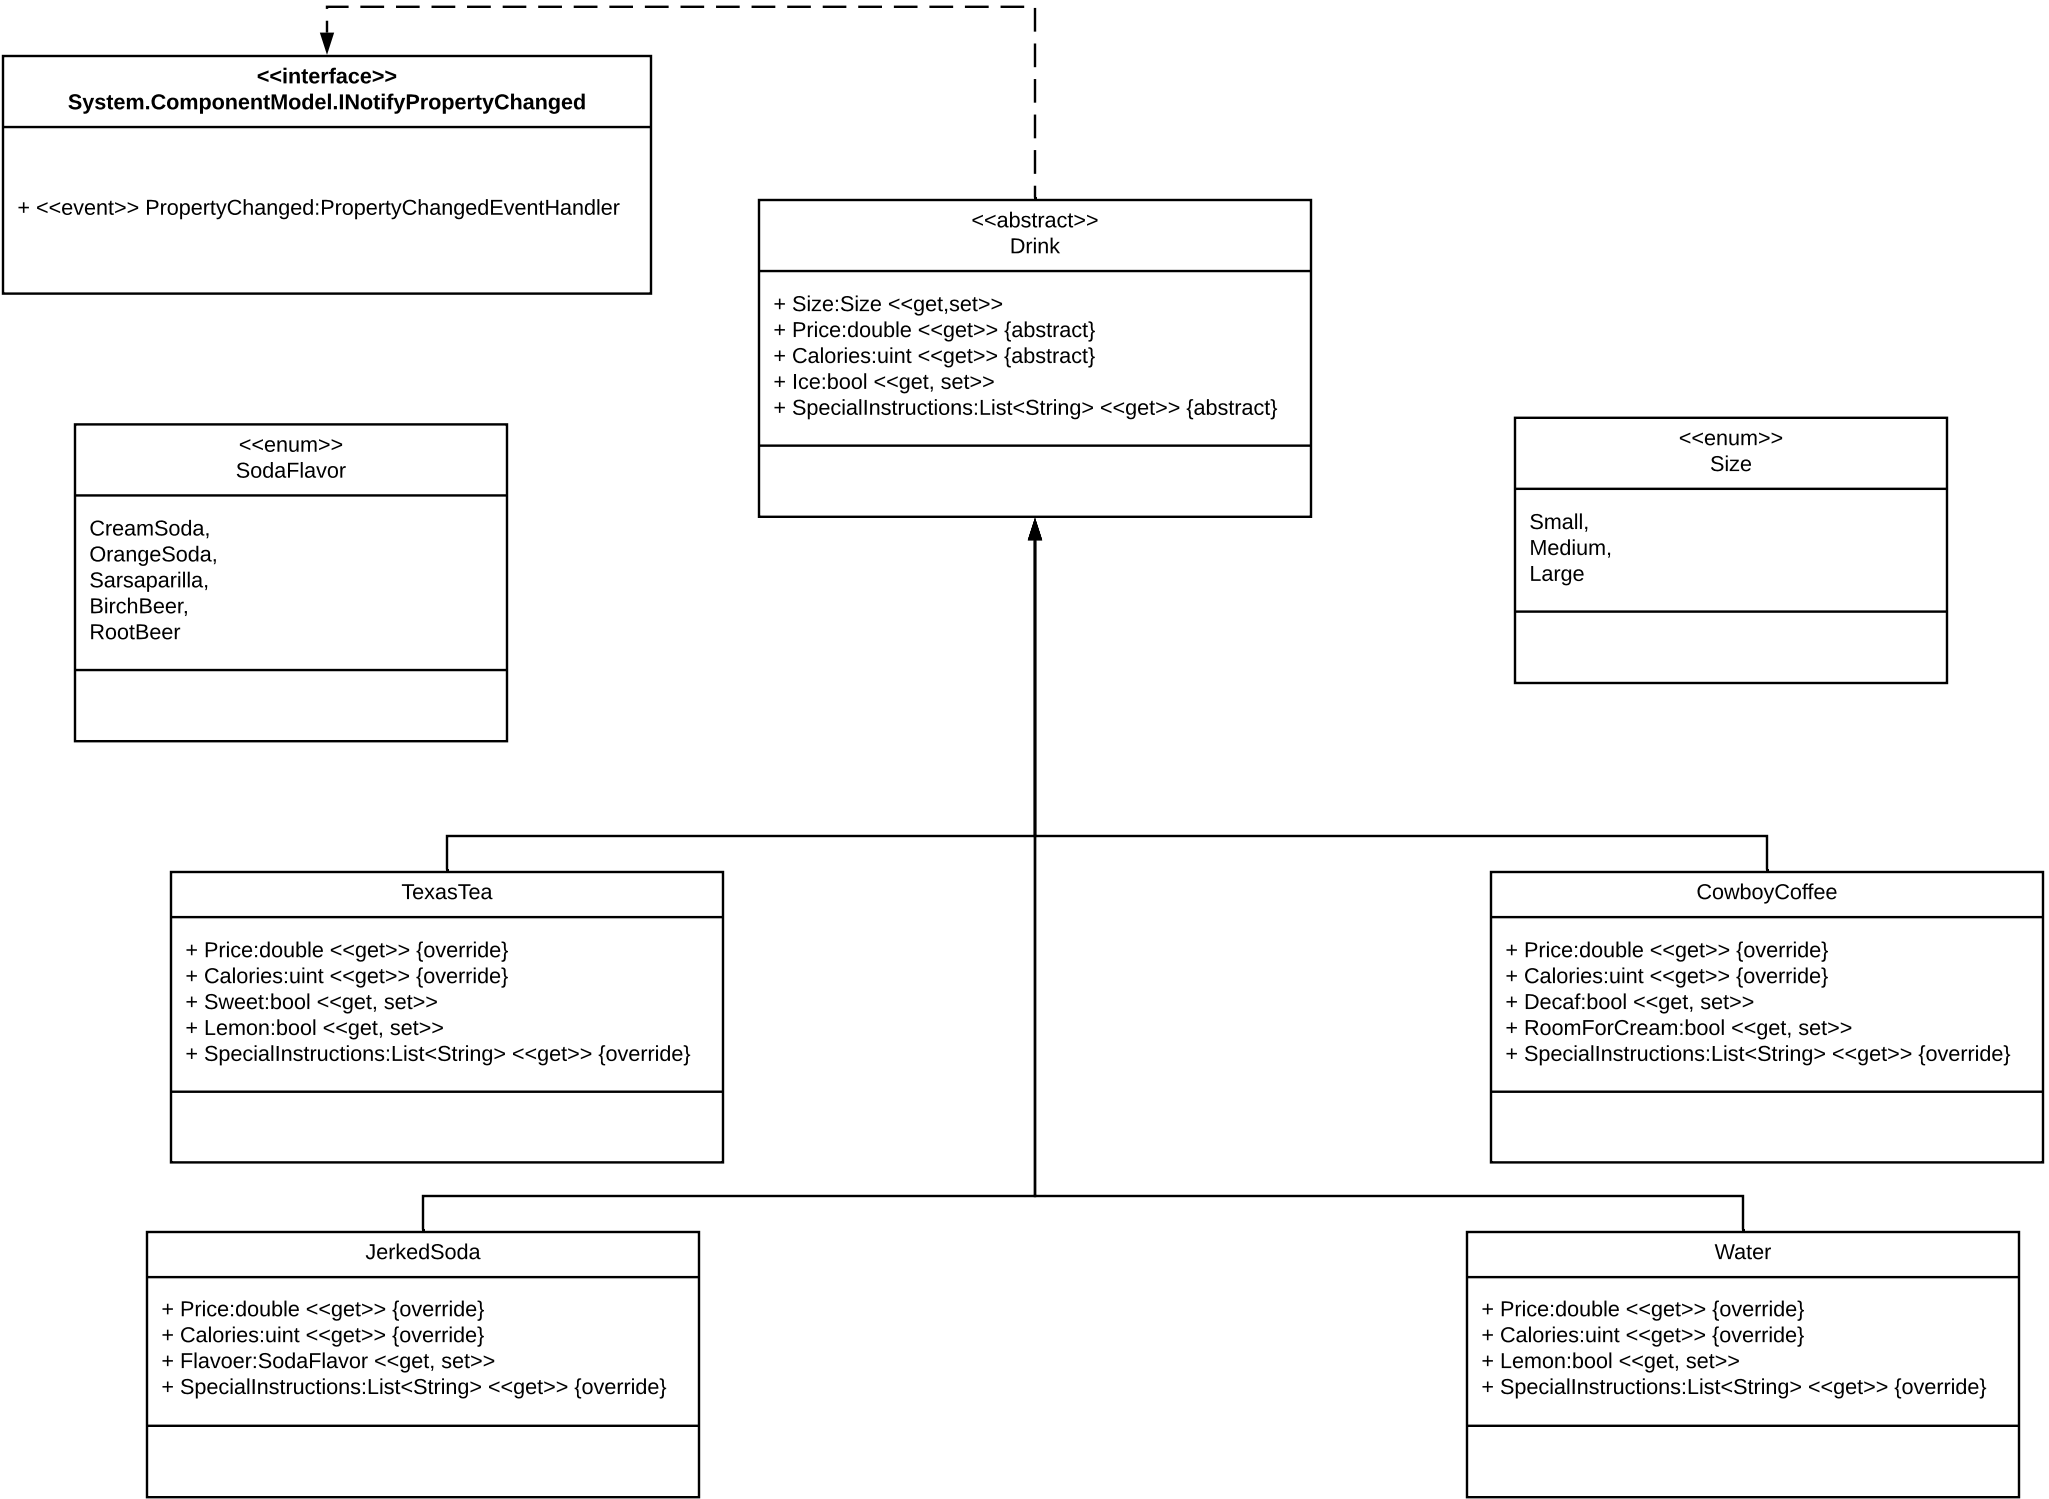 <<interface>>
System.ComponentModel.INotifyPropertyChanged
+ <<event>> PropertyChanged:PropertyChangedEventHandler
<<abstract>>
Drink
+ Size:Size <<get,set>>
+ Price:double <<get>> {abstract}
+ Calories:uint <<get>> {abstract}
+ Ice:bool <<get, set>>
+ SpecialInstructions:List<String> <<get>> {abstract}
<<enum>>
SodaFlavor
CreamSoda,
OrangeSoda,
Sarsaparilla,
BirchBeer,
RootBeer
<<enum>>
Size
Small,
Medium,
Large
TexasTea
+ Price:double <<get>> {override}
+ Calories:uint <<get>> {override}
+ Sweet:bool <<get, set>>
+ Lemon:bool <<get, set>>
+ SpecialInstructions:List<String> <<get>> {override}
CowboyCoffee
+ Price:double <<get>> {override}
+ Calories:uint <<get>> {override}
+ Decaf:bool <<get, set>>
+ RoomForCream:bool <<get, set>>
+ SpecialInstructions:List<String> <<get>> {override}
JerkedSoda
+ Price:double <<get>> {override}
+ Calories:uint <<get>> {override}
+ Flavoer:SodaFlavor <<get, set>>
+ SpecialInstructions:List<String> <<get>> {override}
Water
+ Price:double <<get>> {override}
+ Calories:uint <<get>> {override}
+ Lemon:bool <<get, set>>
+ SpecialInstructions:List<String> <<get>> {override}